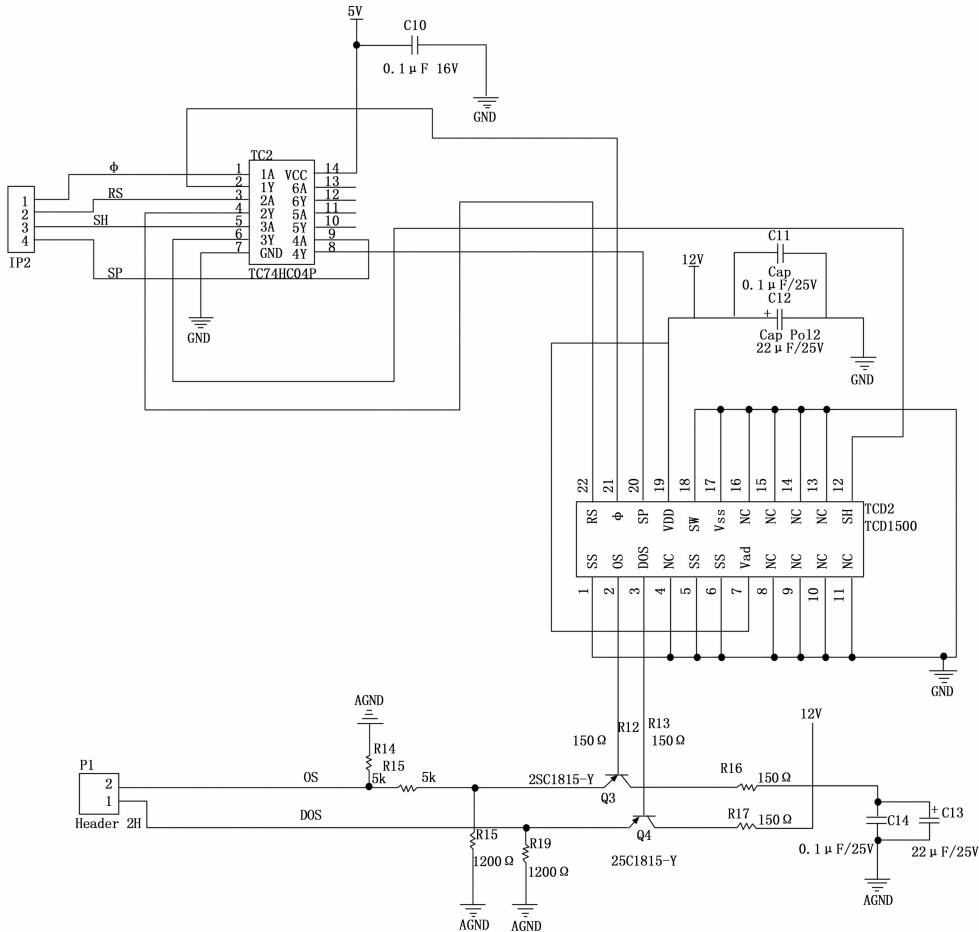 5V
C10
0.1μF 16V
GND
TC2
ϕ
1
1A
VCC
14
2
1Y
6A
13
RS
3
2A
6Y
12
4
2Y
5A
11
SH
5
3A
5Y
10
6
3Y
4A
9
7
GND
4Y
8
TC74HC04P
1
2
3
4
IP2
SP
GND
12V
C11
Cap
0.1μF/25V
C12
+
Cap Pol2
22μF/25V
GND
22
21
20
19
18
17
16
15
14
13
12
RS
ϕ
SP
VDD
SW
Vss
NC
NC
NC
NC
SH
TCD2
TCD1500
SS
OS
DOS
NC
SS
SS
Vad
NC
NC
NC
NC
1
2
3
4
5
6
7
8
9
10
11
GND
AGND
R12
R13
150Ω
150Ω
12V
R14
P1
R15
5k
5k
OS
2
1
Header 2H
DOS
2SC1815-Y
Q3
R16
150Ω
R17
150Ω
Q4
25C1815-Y
R15
1200Ω
R19
1200Ω
C14
+
C13
0.1μF/25V
22μF/25V
AGND
AGND
AGND